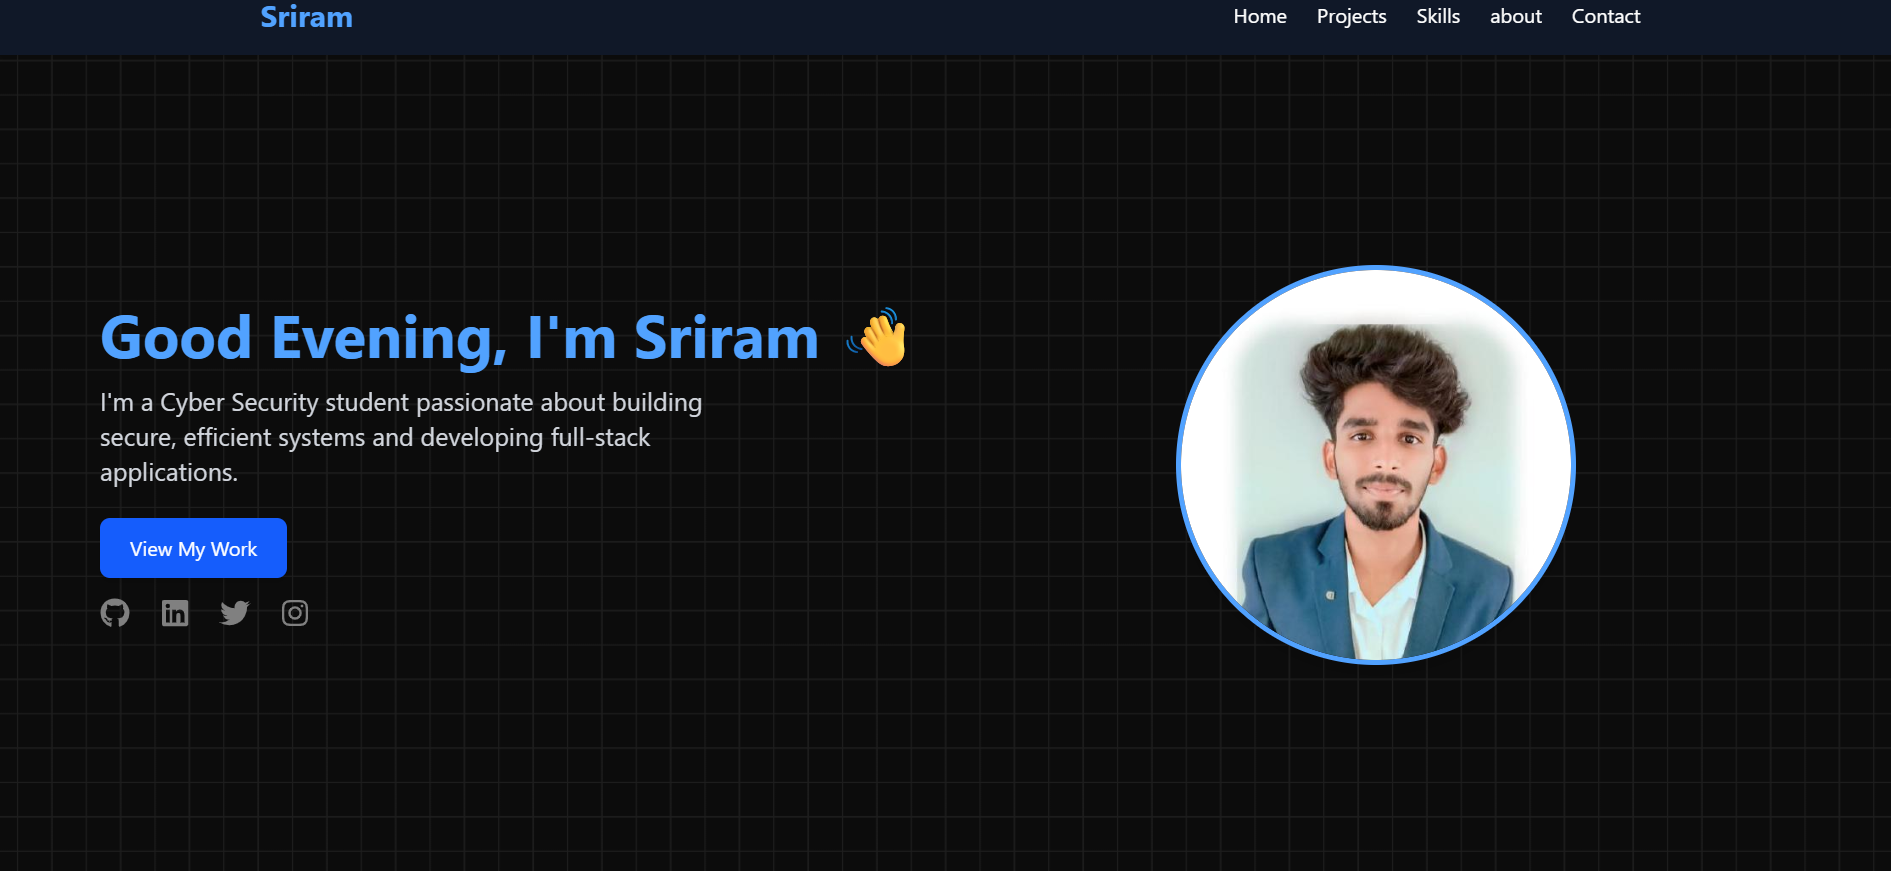 Sriram
Home Projects Skills about Contact
Good Evening, I'm Sriram 👋
I'm a Cyber Security student passionate about building
secure, efficient systems and developing full-stack
applications.
View My Work
in